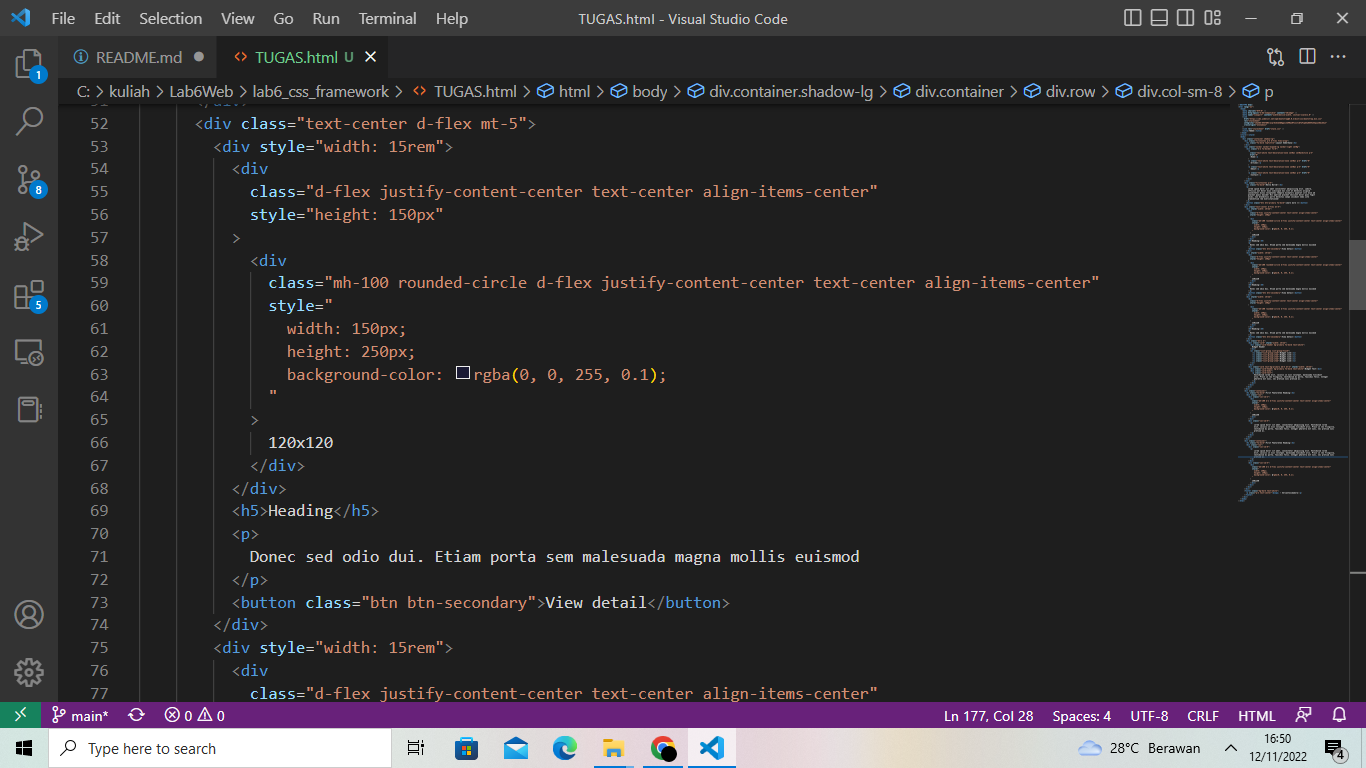 File Edit Selection View Go Run Terminal Help TUGAS.html - Visual Studio Code
README.md TUGAS.html U
C: > kuliah > Lab6Web > lab6_css_framework > TUGAS.html > html > body > div.container.shadow-lg > div.container > div.row > div.col-sm-8 > p
52 <div class="text-center d-flex mt-5">
53 <div style="width: 15rem">
54 <div
55 class="d-flex justify-content-center text-center align-items-center"
56 style="height: 150px"
57 >
58 <div
59 class="mh-100 rounded-circle d-flex justify-content-center text-center align-items-center"
60 style="
61 width: 150px;
62 height: 250px;
63 background-color: rgba(0, 0, 255, 0.1);
64 "
65 >
66 120x120
67 </div>
68 </div>
69 <h5>Heading</h5>
70 <p>
71 Donec sed odio dui. Etiam porta sem malesuada magna mollis euismod
72 </p>
73 <button class="btn btn-secondary">View detail</button>
74 </div>
75 <div style="width: 15rem">
76 <div
77 class="d-flex justify-content-center text-center align-items-center"
1
8
5
main* 0 0 Ln 177, Col 28 Spaces: 4 UTF-8 CRLF HTML
Type here to search 28°C Berawan 16:50
12/11/2022 4